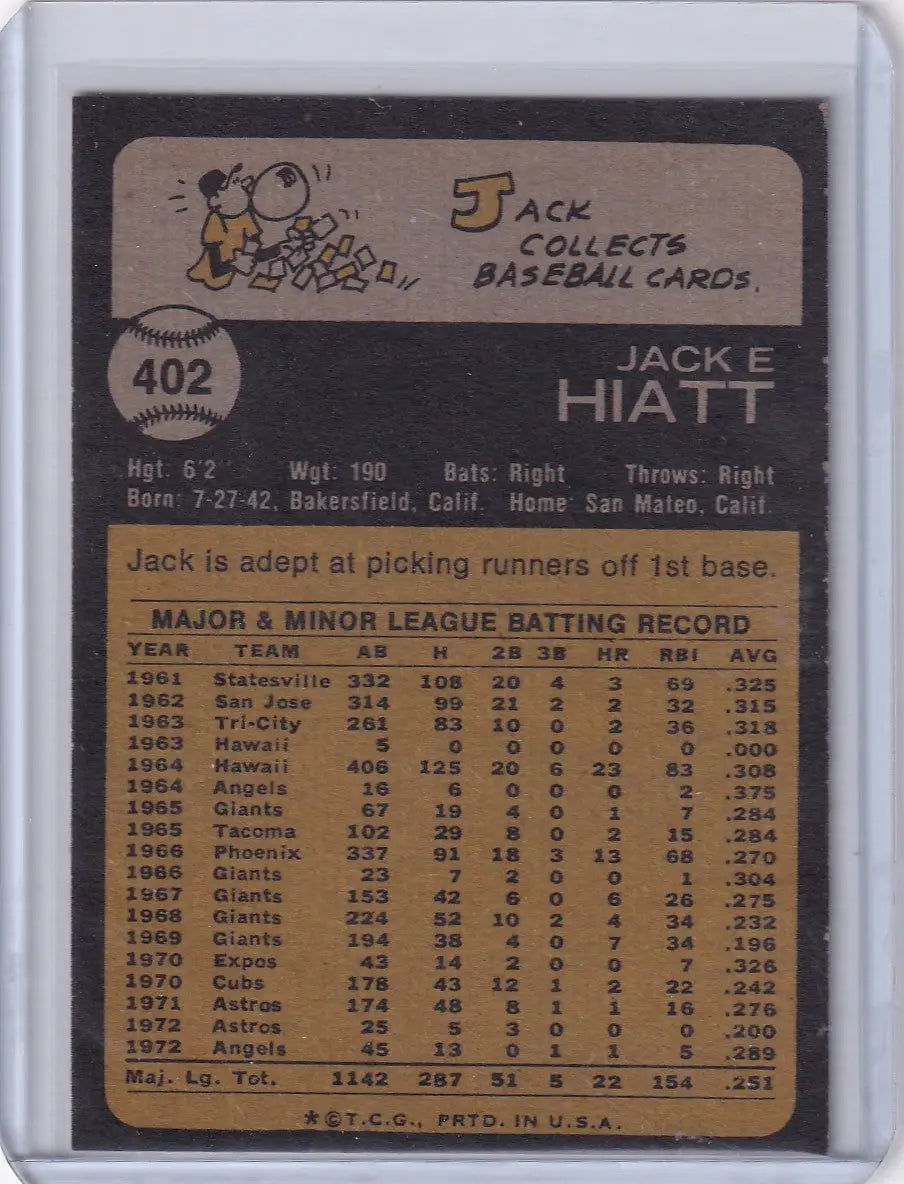 JACK
COLLECTS
BASEBALL CARDS.
402
JACK E
HIATT
Hgt: 6'2" Wgt: 190 Bats: Right Throws: Right
Born: 7-27-42, Bakersfield, Calif. Home: San Mateo, Calif.
Jack is adept at picking runners off 1st base.
MAJOR & MINOR LEAGUE BATTING RECORD
YEAR TEAM AB H 2B 3B HR RBI AVG
1961 Statesville 332 108 20 4 3 69 .325
1962 San Jose 314 99 21 2 2 32 .315
1963 Tri-City 261 83 10 0 2 36 .318
1963 Hawaii 5 0 0 0 0 0 .000
1964 Hawaii 406 125 20 6 23 83 .308
1964 Angels 16 6 0 0 0 2 .375
1965 Giants 67 19 4 0 1 7 .284
1965 Tacoma 102 29 8 0 2 15 .284
1966 Phoenix 337 91 18 3 13 68 .270
1966 Giants 23 7 2 0 0 1 .304
1967 Giants 153 42 6 0 6 26 .275
1968 Giants 224 52 10 2 4 34 .232
1969 Giants 194 38 4 0 7 34 .196
1970 Expos 43 14 2 0 0 7 .326
1970 Cubs 178 43 12 1 2 22 .242
1971 Astros 174 48 8 1 1 16 .276
1972 Astros 25 5 3 0 0 0 .200
1972 Angels 45 13 0 1 1 5 .289
Maj. Lg. Tot. 1142 287 51 5 22 154 .251
*©T.C.G., PRTD. IN U.S.A.